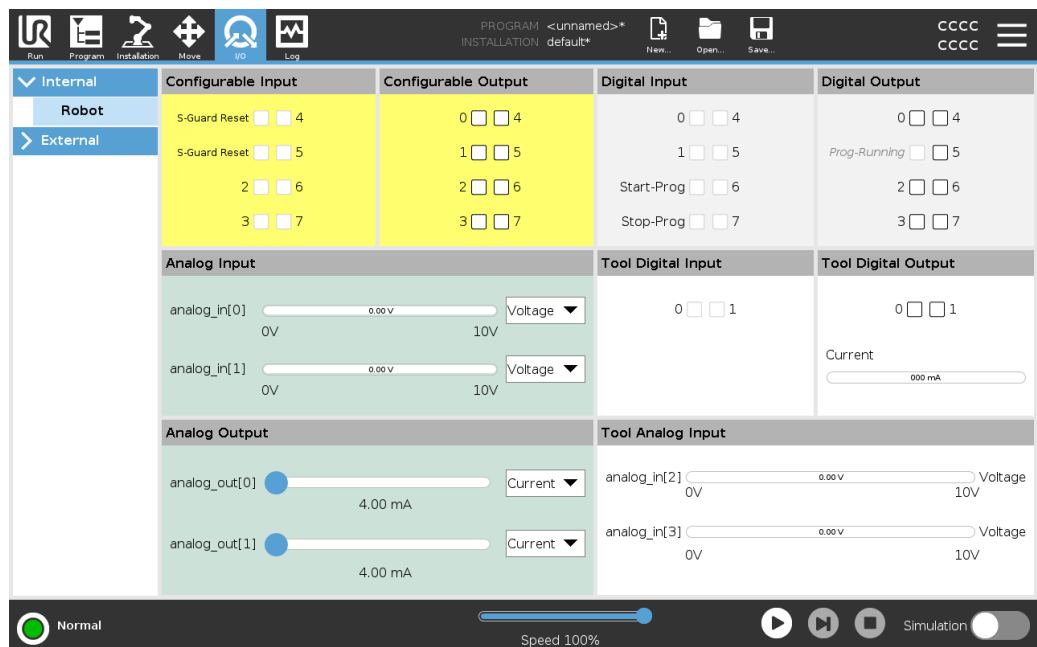 UR
Run
Program
Installation
Move
I/O
Log
PROGRAM <unnamed>*
INSTALLATION default*
New...
Open...
Save...
CCCC
CCCC
Internal
Robot
External
Configurable Input
S-Guard Reset 4
S-Guard Reset 5
2 6
3 7
Configurable Output
0 4
1 5
2 6
3 7
Digital Input
0 4
1 5
Start-Prog 6
Stop-Prog 7
Digital Output
0 4
Prog-Running 5
2 6
3 7
Analog Input
analog_in[0] 0.00 V Voltage
0V 10V
analog_in[1] 0.00 V Voltage
0V 10V
Tool Digital Input
0 1
Tool Digital Output
0 1
Current
000 mA
Analog Output
analog_out[0] Current
4.00 mA
analog_out[1] Current
4.00 mA
Tool Analog Input
analog_in[2] 0.00 V Voltage
0V 10V
analog_in[3] 0.00 V Voltage
0V 10V
Normal
Speed 100%
Simulation